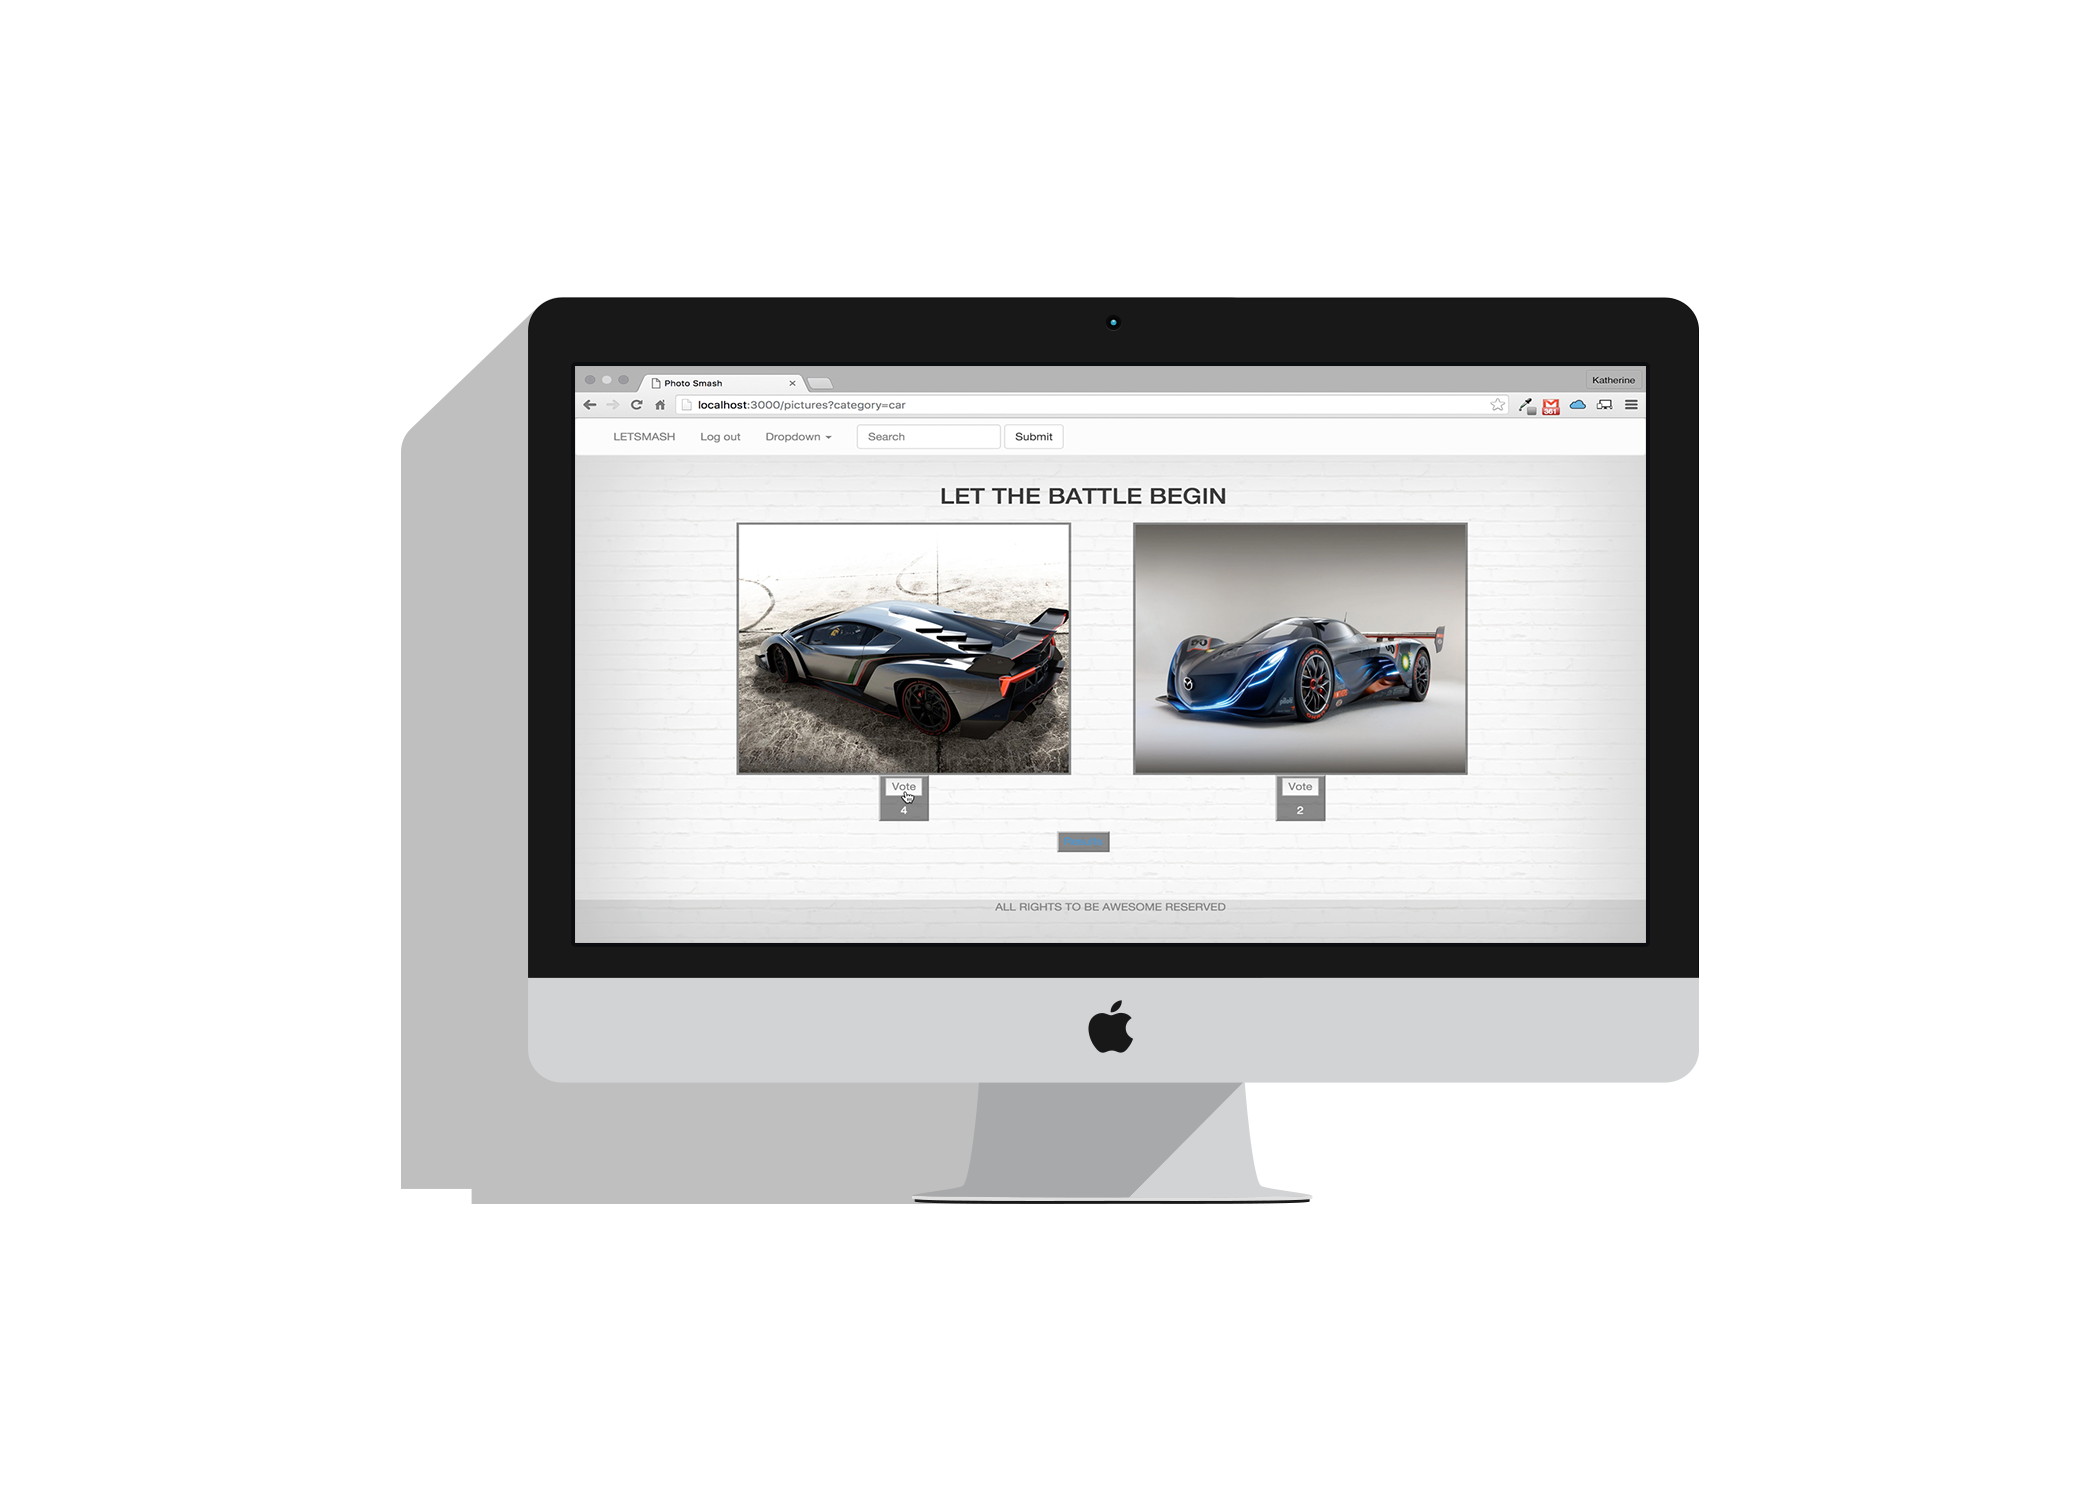 Photo Smash
Katherine
localhost:3000/pictures?category=car
361
LETSMASH Log out Dropdown Search Submit
LET THE BATTLE BEGIN
Vote Vote
4 2
ALL RIGHTS TO BE AWESOME RESERVED